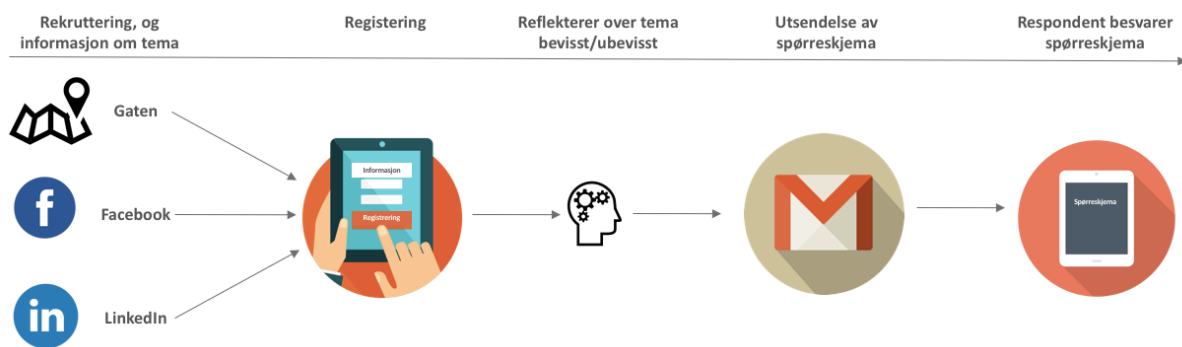 Rekruttering, og
informasjon om tema
Registering
Reflekterer over tema
bevisst/ubevisst
Utsendelse av
spørreskjema
Respondent besvarer
spørreskjema
Gaten
Facebook
LinkedIn
f
in
Informasjon
Registrering
Spørreskjema